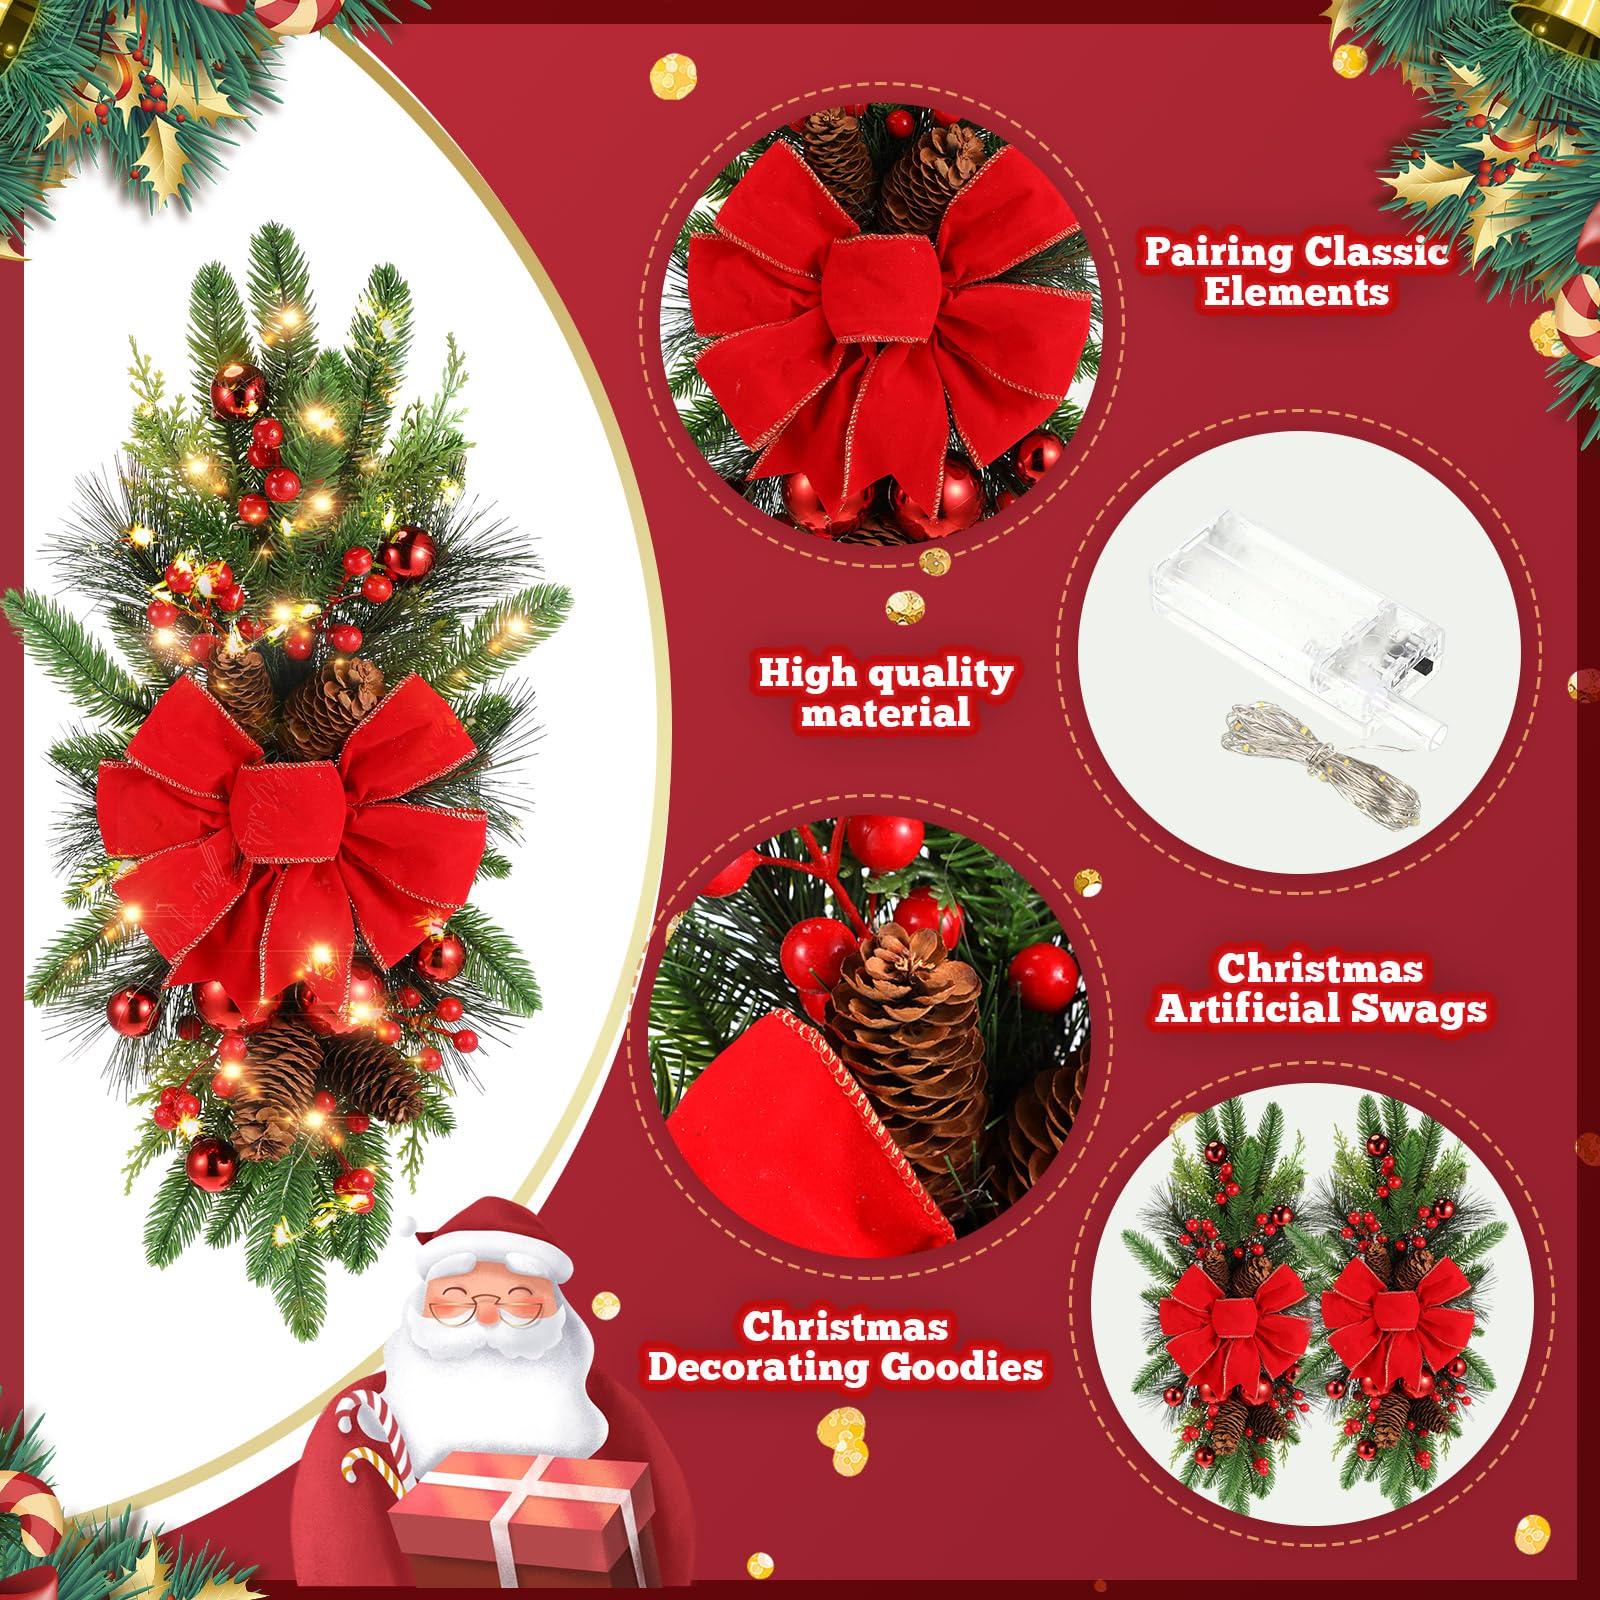 Pairing Classic
Elements
High quality
material
Christmas
Artificial Swags
Christmas
Decorating Goodies